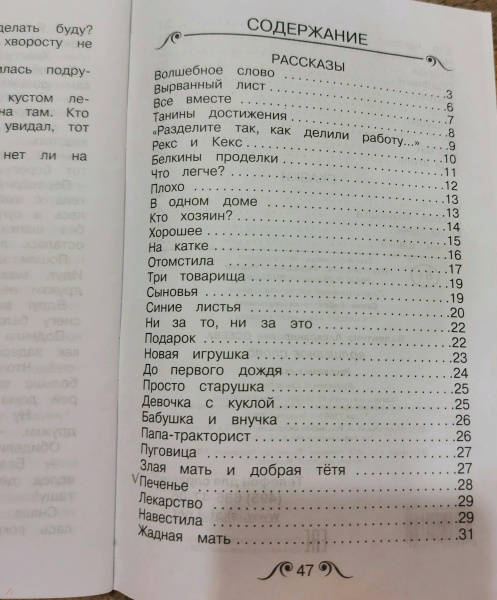 делать буду?
хворосту не
илась подру-
кустом ле-
на там. Кто
увидал, тот
нет ли на
СОДЕРЖАНИЕ
РАССКАЗЫ
Волшебное слово .....3
Вырванный лист .....6
Все вместе .....7
Танины достижения .....8
„Разделите так, как делили работу...” .....9
Рекс и Кекс .....10
Белкины проделки .....11
Что легче? .....12
Плохо .....13
В одном доме .....13
Кто хозяин? .....14
Хорошее .....15
На катке .....16
Отомстила .....17
Три товарища .....19
Сыновья .....19
Синие листья .....20
Ни за то, ни за это .....22
Подарок .....22
Новая игрушка .....23
До первого дождя .....24
Просто старушка .....25
Девочка с куклой .....25
Бабушка и внучка .....26
Папа-тракторист .....26
Пуговица .....27
Злая мать и добрая тётя .....27
Печенье .....28
Лекарство .....29
Навестила .....29
Жадная мать .....31
47